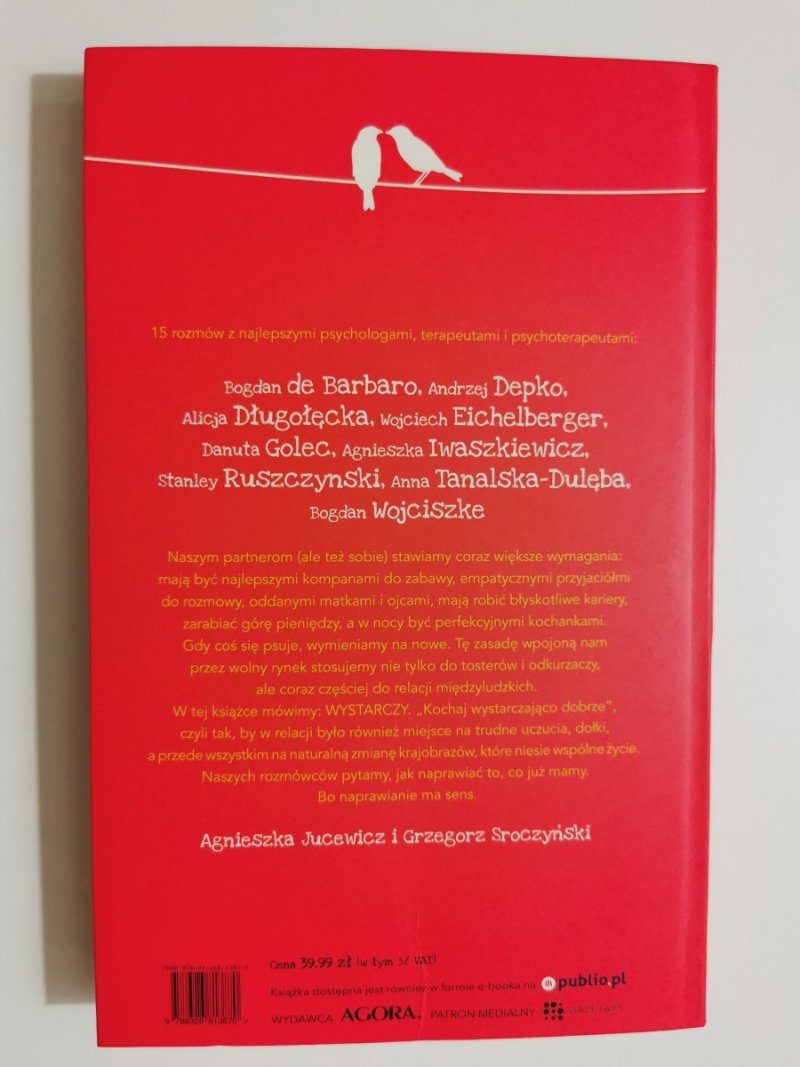 15 rozmów z najlepszymi psychologami, terapeutami i psychoterapeutami:
Bogdan de Barbaro, Andrzej Depko,
Alicja Długołęcka, Wojciech Eichelberger,
Danuta Golec, Agnieszka Iwaszkiewicz,
Stanley Ruszczynski, Anna Tanalska-Dulęba,
Bogdan Wojciszke
Naszym partnerom (ale też sobie) stawiamy coraz większe wymagania:
mają być najlepszymi kompanami do zabawy, empatycznymi przyjaciółmi
do rozmowy, oddanymi matkami i ojcami, mają robić błyskotliwe kariery,
zarabiać górę pieniędzy, a w nocy być perfekcyjnymi kochankami.
Gdy coś się psuje, wymieniamy na nowe. Tę zasadę wpojoną nam
przez wolny rynek stosujemy nie tylko do tosterów i odkurzaczy,
ale coraz częściej do relacji międzyludzkich.
W tej książce mówimy: WYSTARCZY. „Kochaj wystarczająco dobrze”,
czyli tak, by w relacji było również miejsce na trudne uczucia, dołki,
a przede wszystkim na naturalną zmianę krajobrazów, które niesie wspólne życie.
Naszych rozmówców pytamy, jak naprawiać to, co już mamy.
Bo naprawianie ma sens.
Agnieszka Jucewicz i Grzegorz Sroczyński
Cena 39,99 zł (w tym 5% VAT)
Książka dostępna jest również w formie e-booka na publio.pl
WYDAWCA AGORA SA PATRON MEDIALNY
9 788326 813870 >